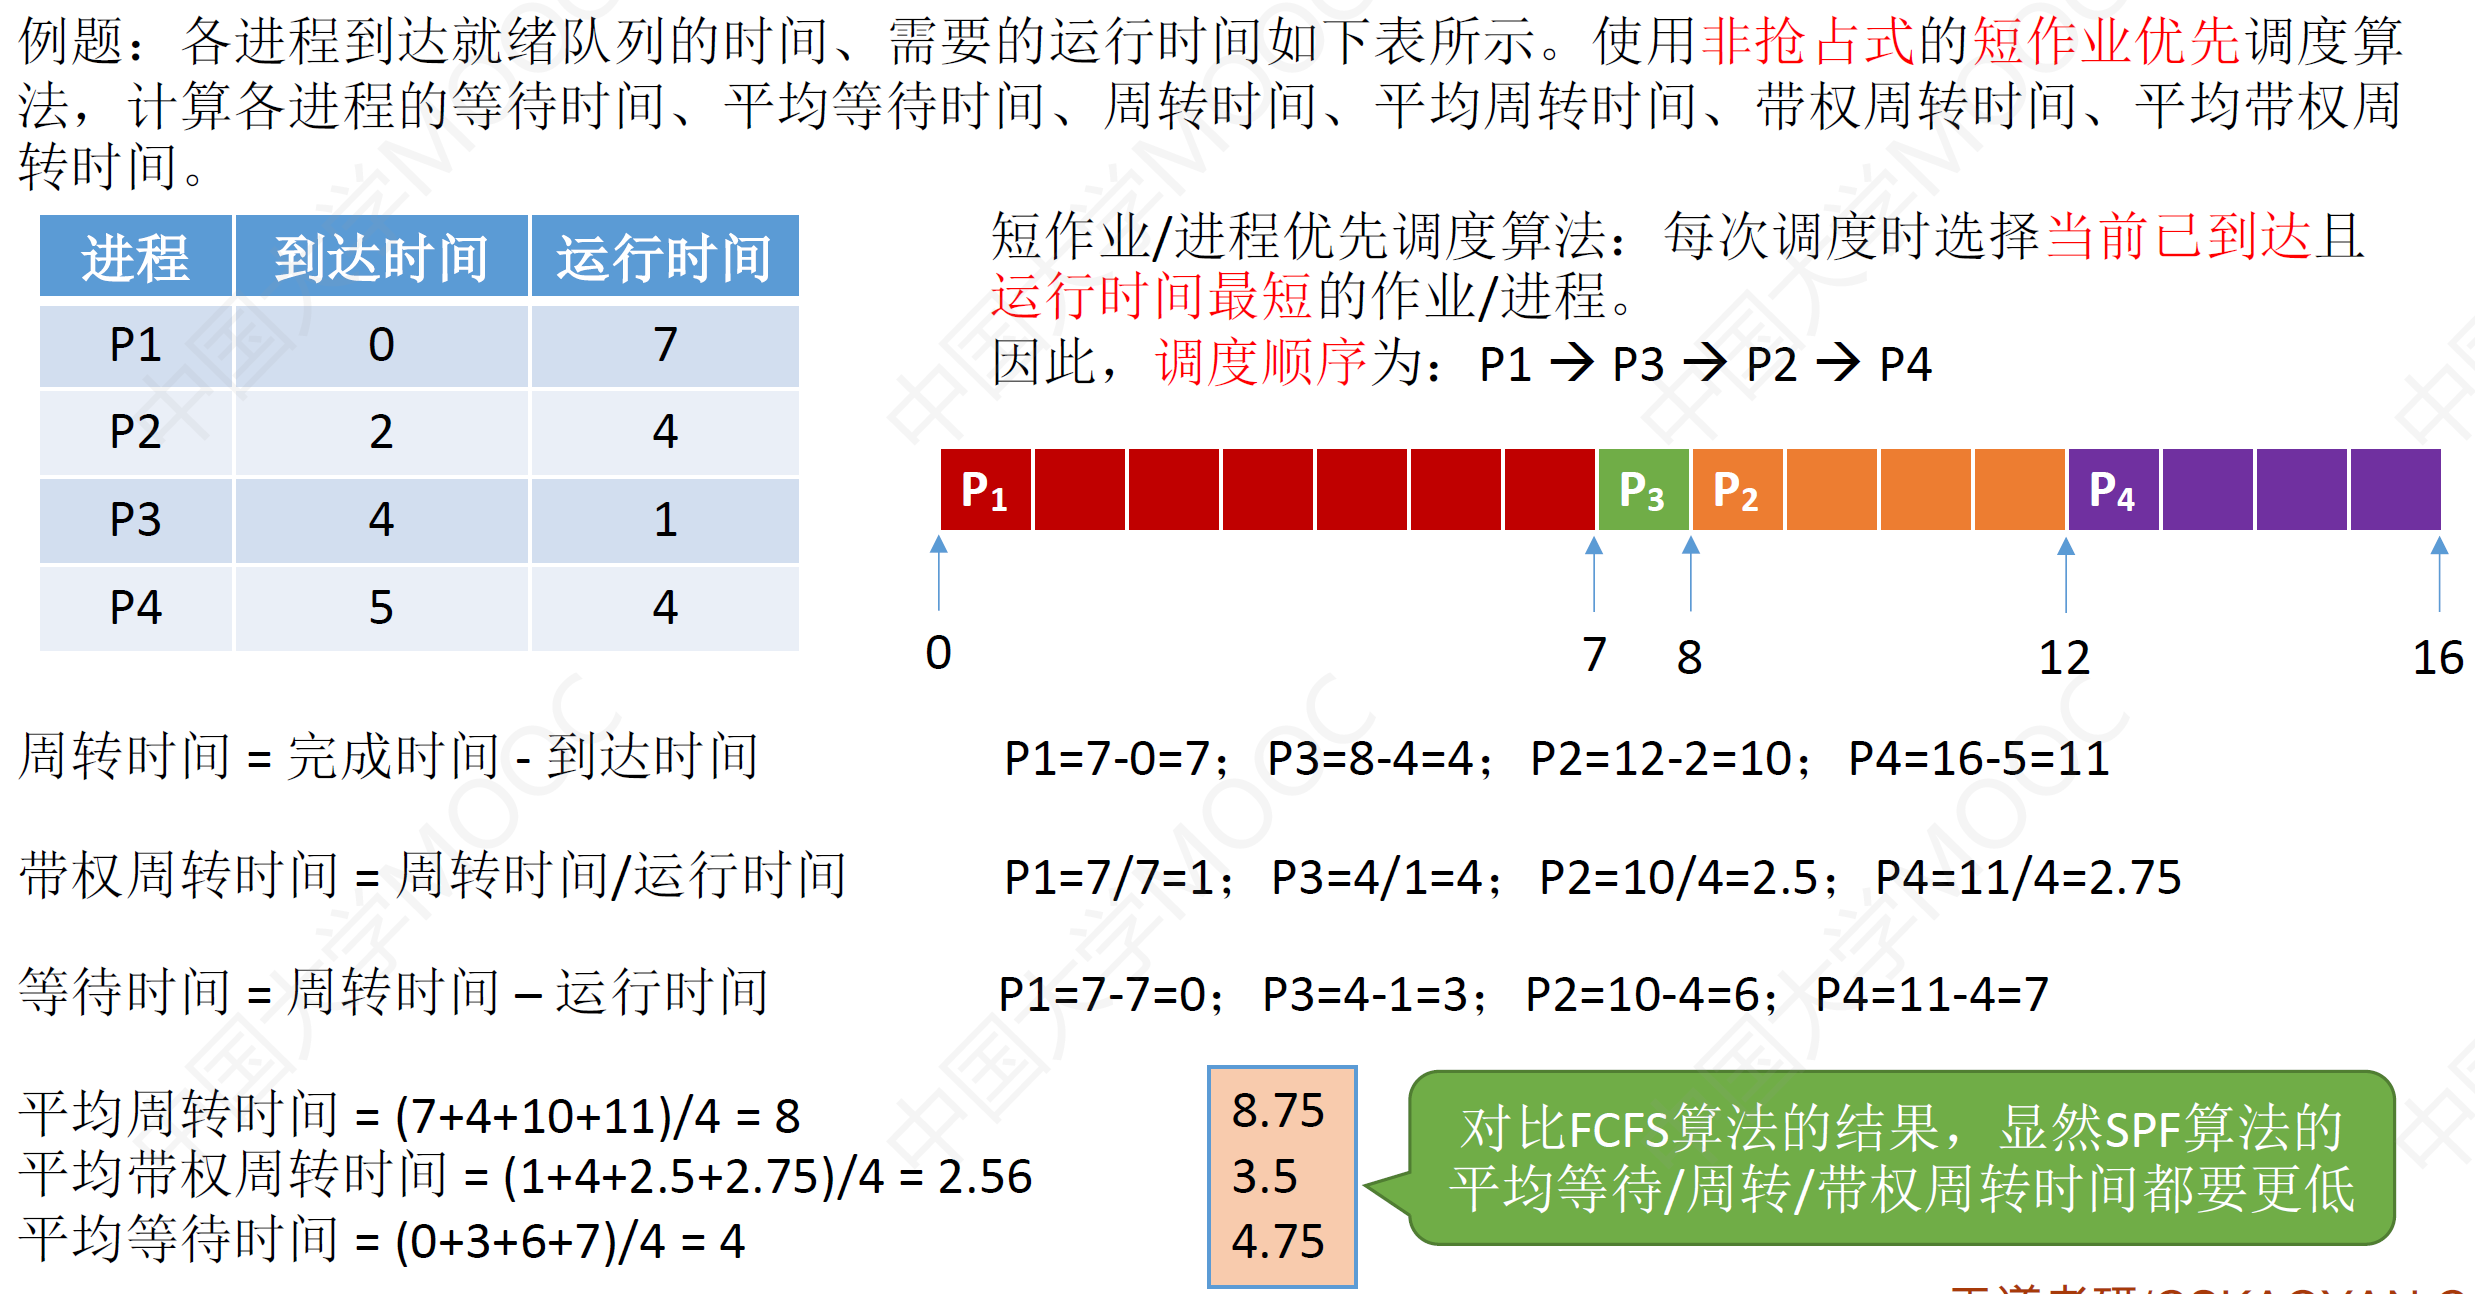 例题：各进程到达就绪队列的时间、需要的运行时间如下表所示。使用非抢占式的短作业优先调度算
法，计算各进程的等待时间、平均等待时间、周转时间、平均周转时间、带权周转时间、平均带权周
转时间。
进程 到达时间 运行时间
P1 0 7
P2 2 4
P3 4 1
P4 5 4
短作业/进程优先调度算法：每次调度时选择当前已到达且
运行时间最短的作业/进程。
因此，调度顺序为：P1 → P3 → P2 → P4
P1 P3 P2 P4
0 7 8 12 16
周转时间 = 完成时间 - 到达时间
P1=7-0=7；P3=8-4=4；P2=12-2=10；P4=16-5=11
带权周转时间 = 周转时间/运行时间
P1=7/7=1；P3=4/1=4；P2=10/4=2.5；P4=11/4=2.75
等待时间 = 周转时间 – 运行时间
P1=7-7=0；P3=4-1=3；P2=10-4=6；P4=11-4=7
平均周转时间 = (7+4+10+11)/4 = 8
平均带权周转时间 = (1+4+2.5+2.75)/4 = 2.56
平均等待时间 = (0+3+6+7)/4 = 4
8.75
3.5
4.75
对比FCFS算法的结果，显然SPF算法的
平均等待/周转/带权周转时间都要更低
中国大学MOOC